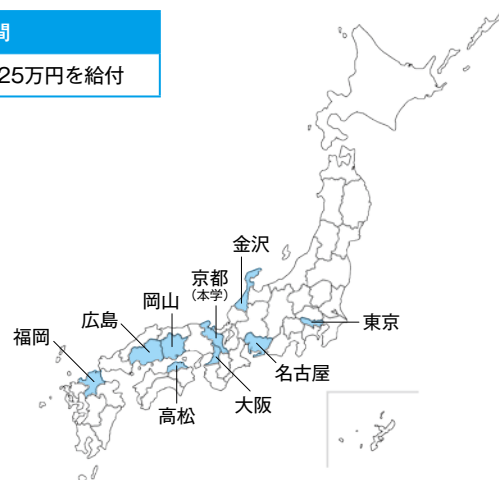 間
25万円を給付
金沢
京都
（本学）
岡山
広島
福岡
東京
名古屋
大阪
高松